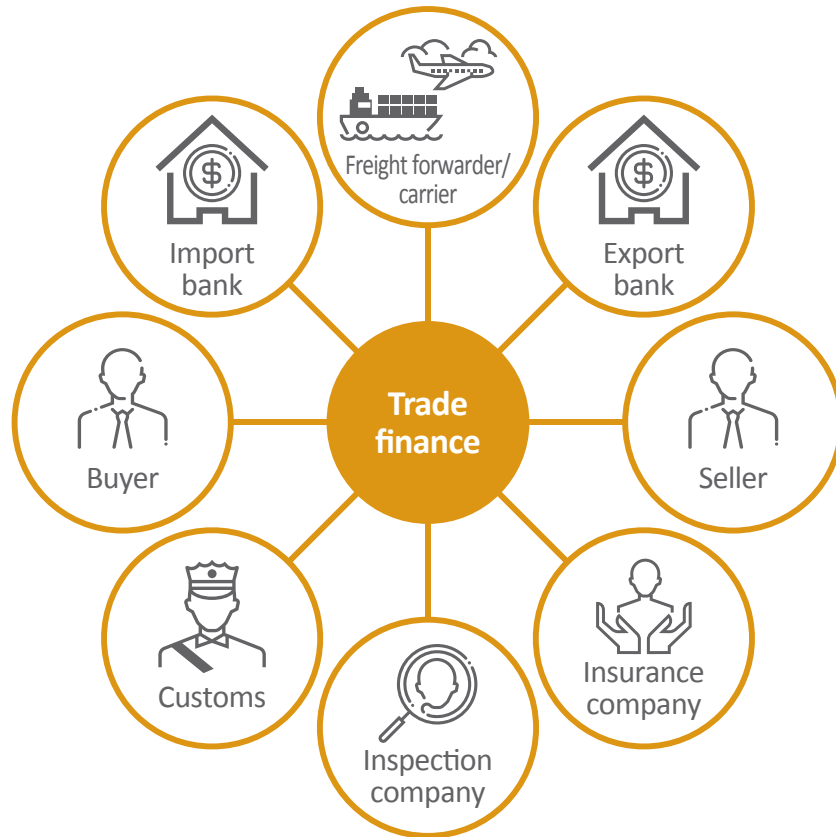 Freight forwarder/
carrier
$
Import
bank
$
Export
bank
Buyer
Trade
finance
Seller
Customs
Insurance
company
Inspection
company